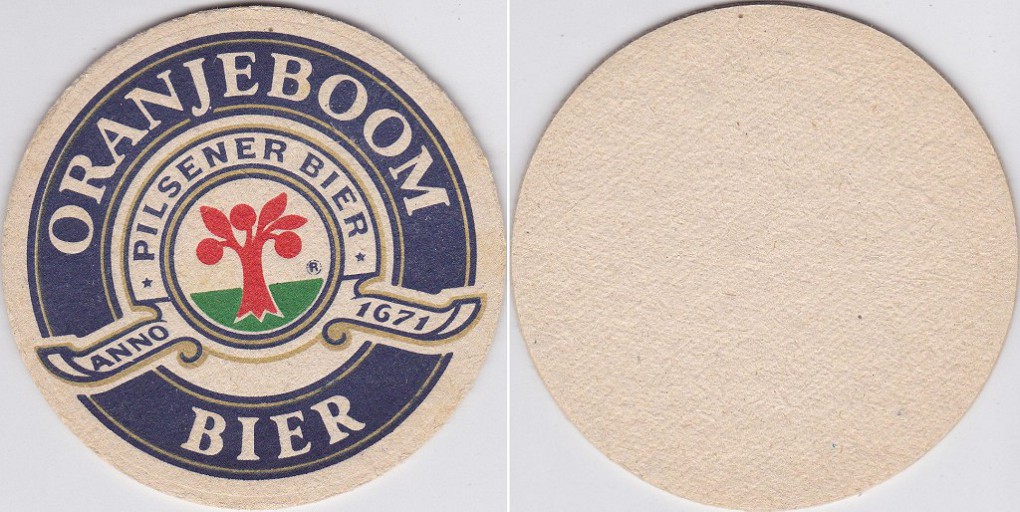 ORANJEBOOM
PILSENER BIER
®
ANNO 1671
BIER